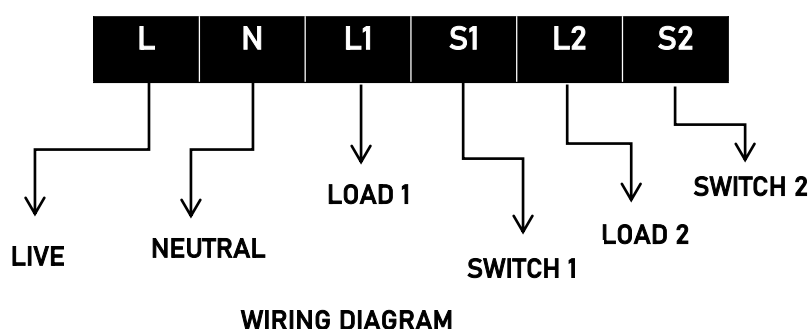 L N L1 S1 L2 S2
LOAD 1
SWITCH 2
LIVE
NEUTRAL
LOAD 2
SWITCH 1
WIRING DIAGRAM